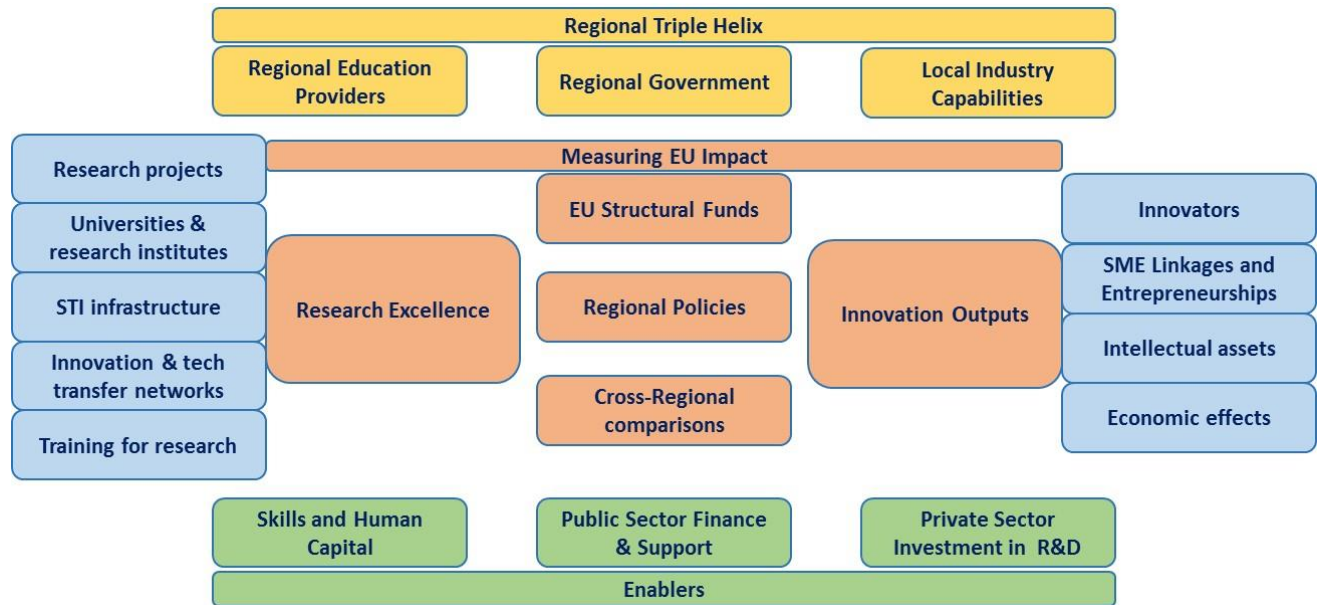 Regional Triple Helix
Regional Education
Providers
Regional Government
Local Industry
Capabilities
Measuring EU Impact
Research projects
Universities &
research institutes
STI infrastructure
Innovation & tech
transfer networks
Training for research
Research Excellence
EU Structural Funds
Regional Policies
Cross-Regional
comparisons
Innovation Outputs
Innovators
SME Linkages and
Entrepreneurships
Intellectual assets
Economic effects
Skills and Human
Capital
Public Sector Finance
& Support
Private Sector
Investment in R&D
Enablers